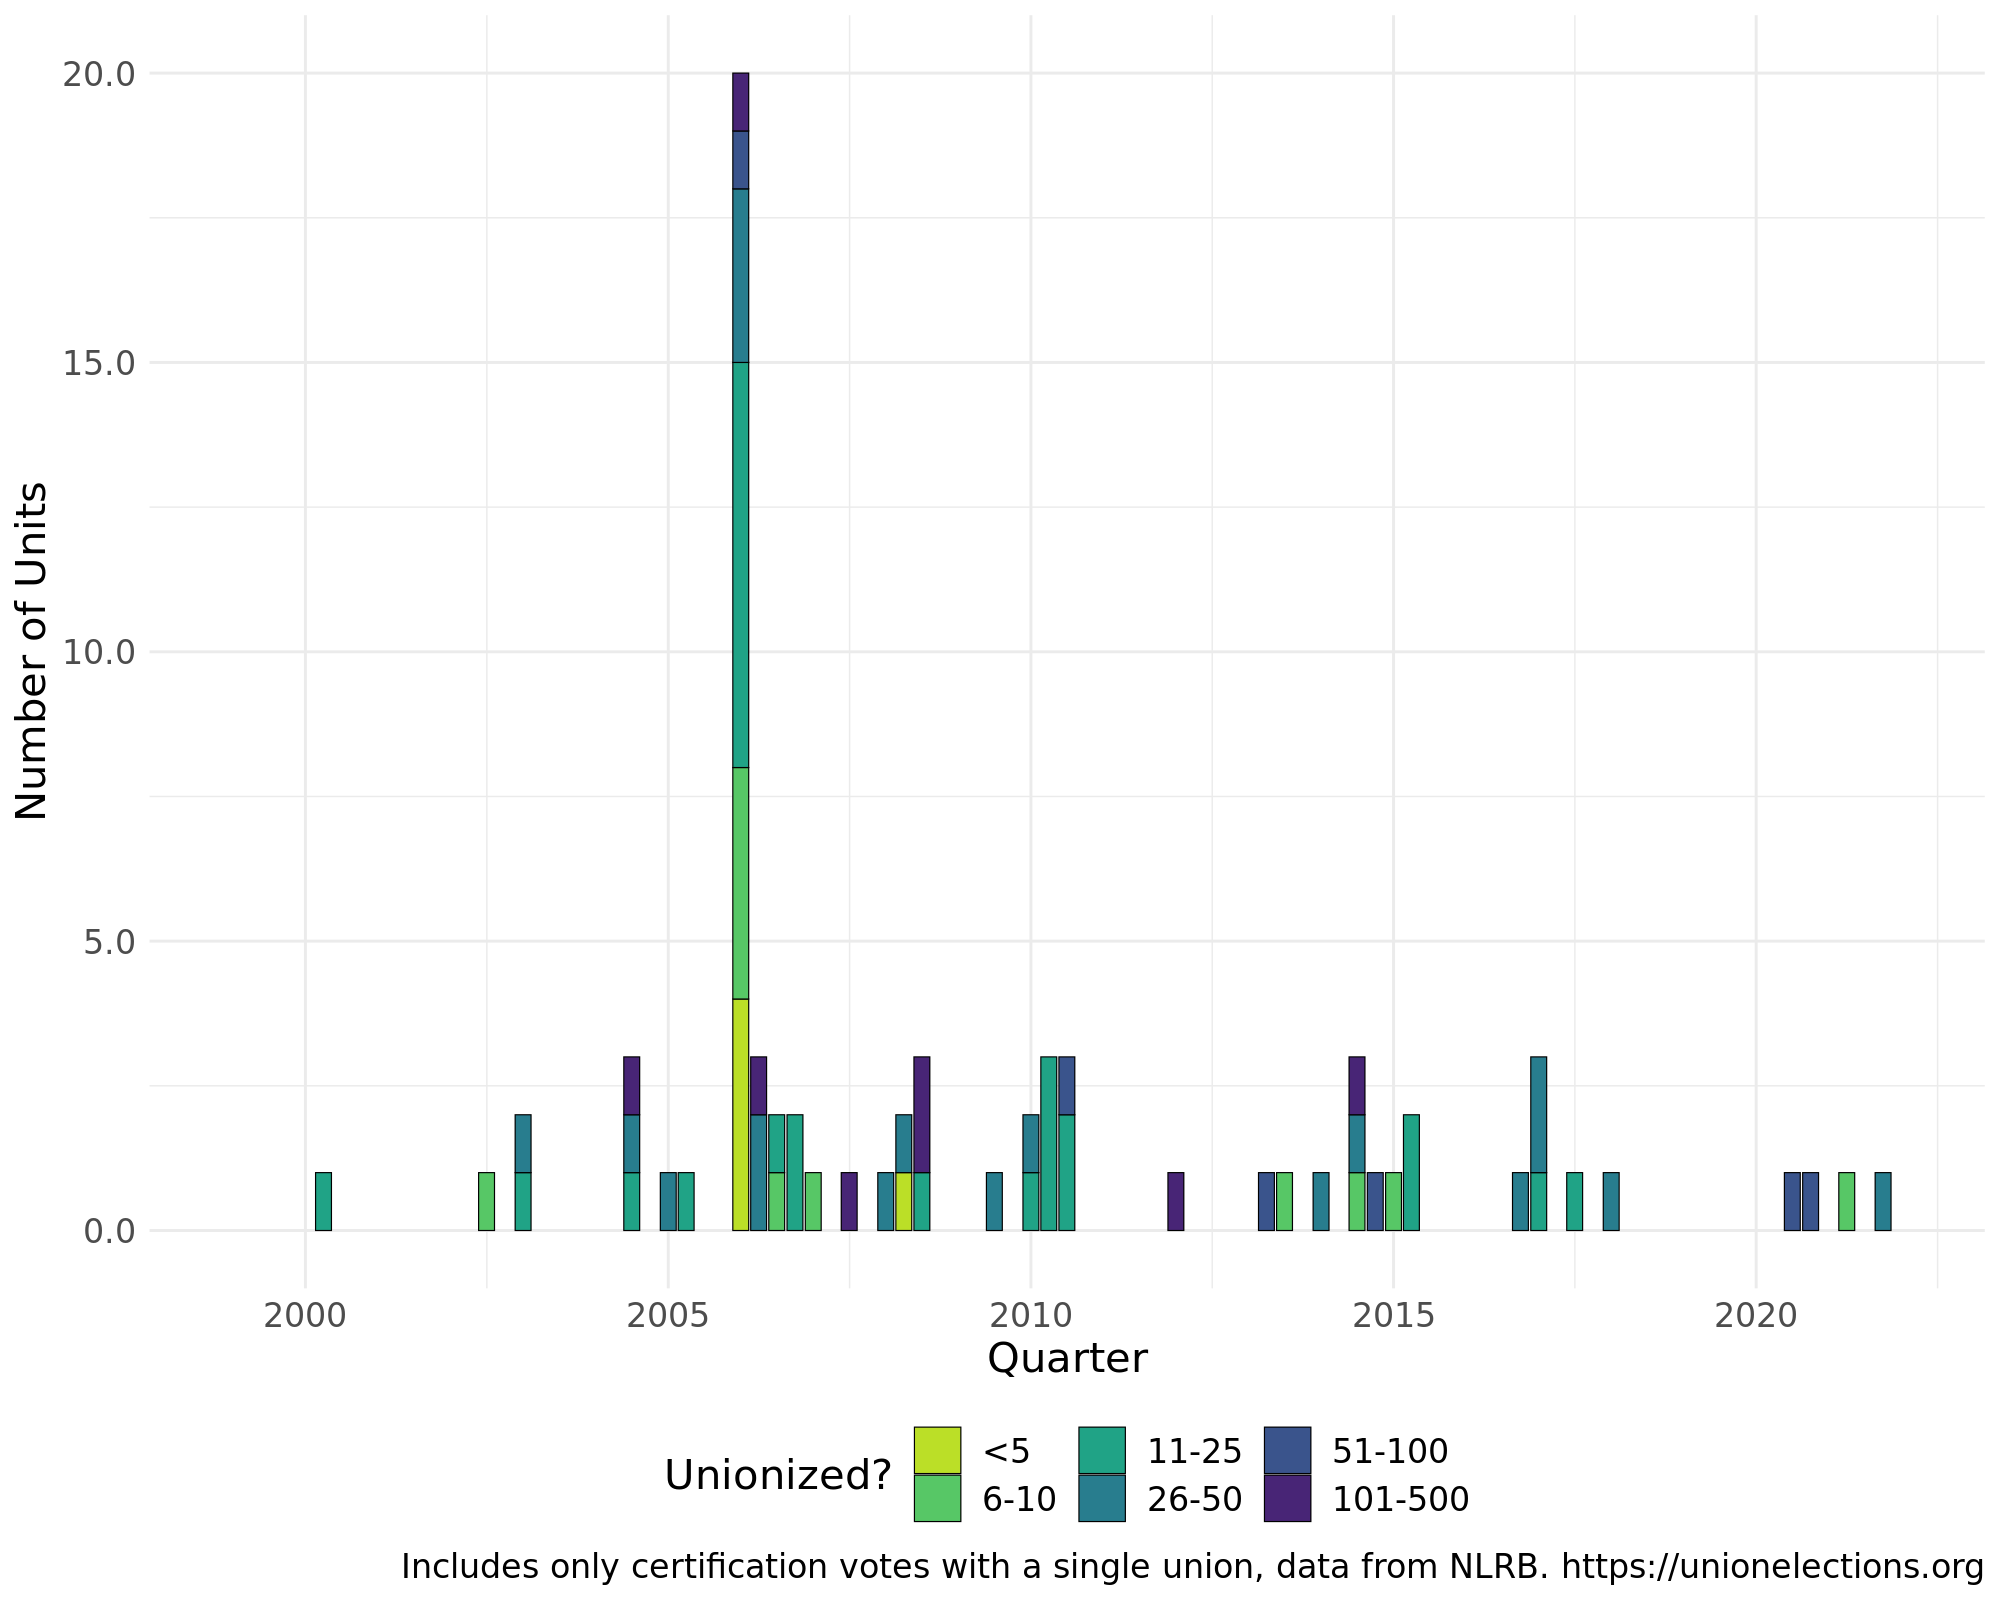 20.0
15.0
10.0
5.0
0.0
Number of Units
2000 2005 2010 2015 2020
Quarter
Unionized?
<5 11-25 51-100
6-10 26-50 101-500
Includes only certification votes with a single union, data from NLRB. https://unionelections.org